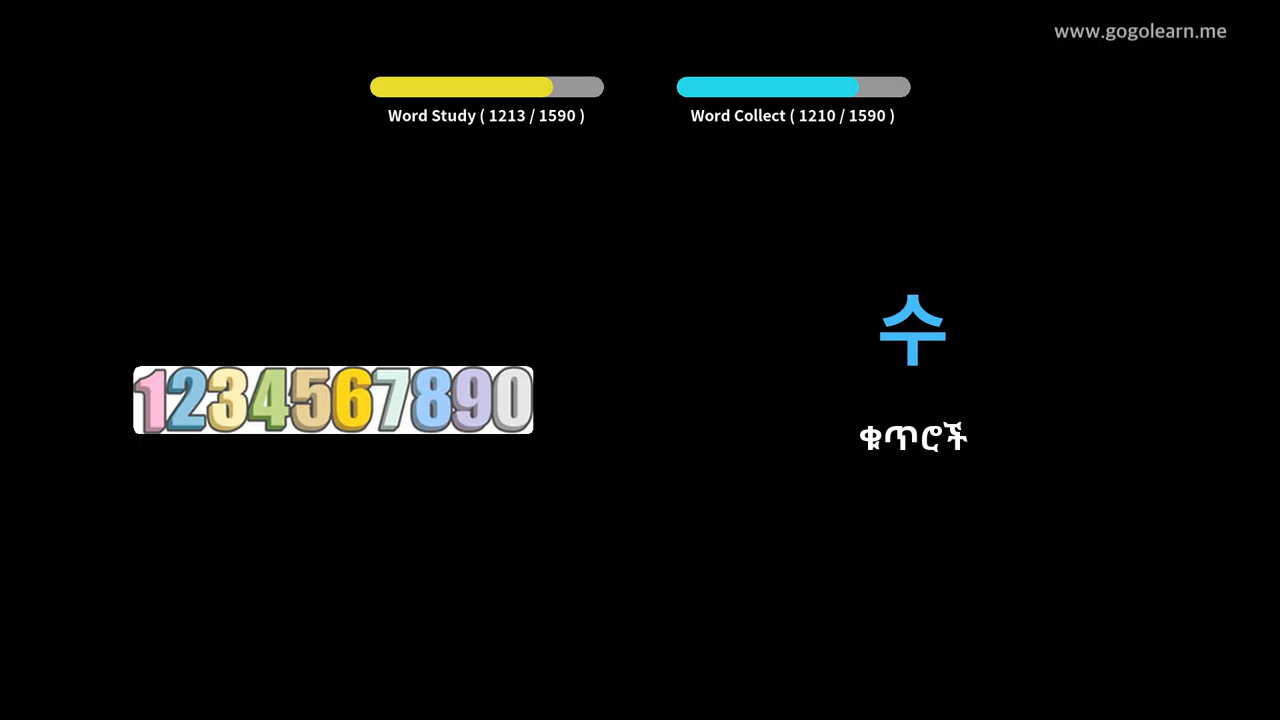 www.gogolearn.me
Word Study ( 1213 / 1590 )
Word Collect ( 1210 / 1590 )
수
1234567890
ቁጥሮች